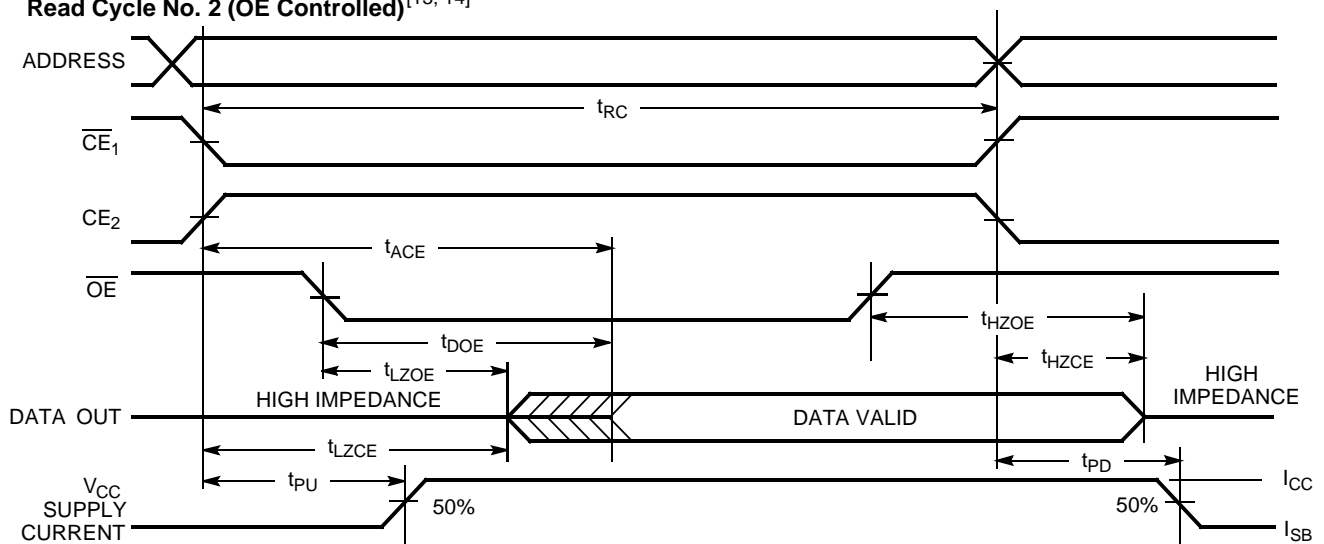 Read Cycle No. 2 (OE Controlled)[13, 14]
ADDRESS
tRC
CE1
CE2
tACE
OE
tHZOE
tDOE
tHZCE
tLZOE
HIGH
IMPEDANCE
HIGH IMPEDANCE
DATA OUT
DATA VALID
tLZCE
tPD
tPU
VCC
SUPPLY
CURRENT
50%
50%
ICC
ISB